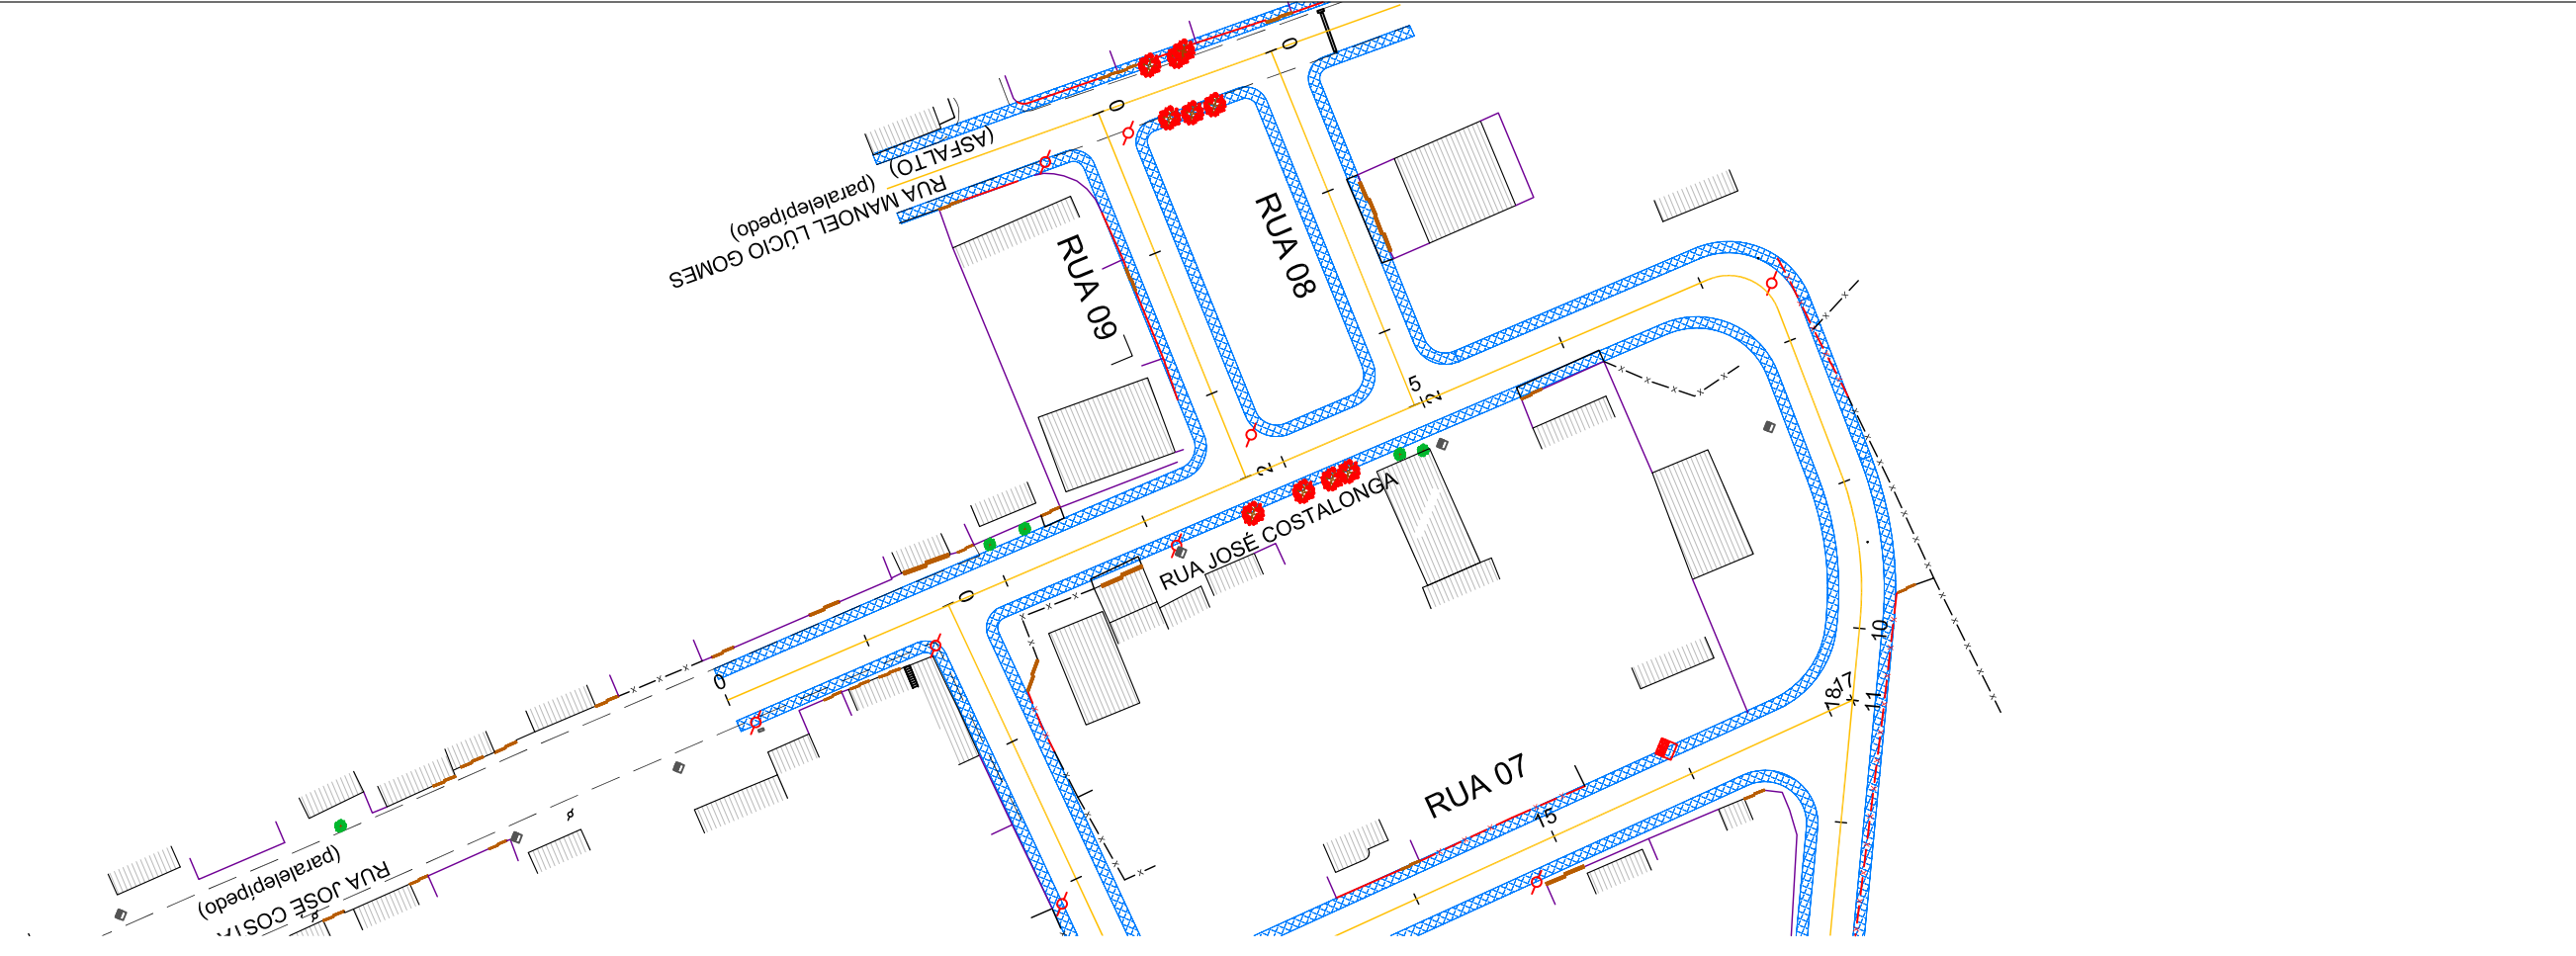 0
0
(ASFALTO)
(paralelepípedo)
RUA MANOEL LÚCIO GOMES
RUA 09
RUA 08
5
2
2
RUA JOSÉ COSTALONGA
0
0
10
17
18
11
RUA 07
15
(paralelepípedo)
RUA JOSÉ COSTA